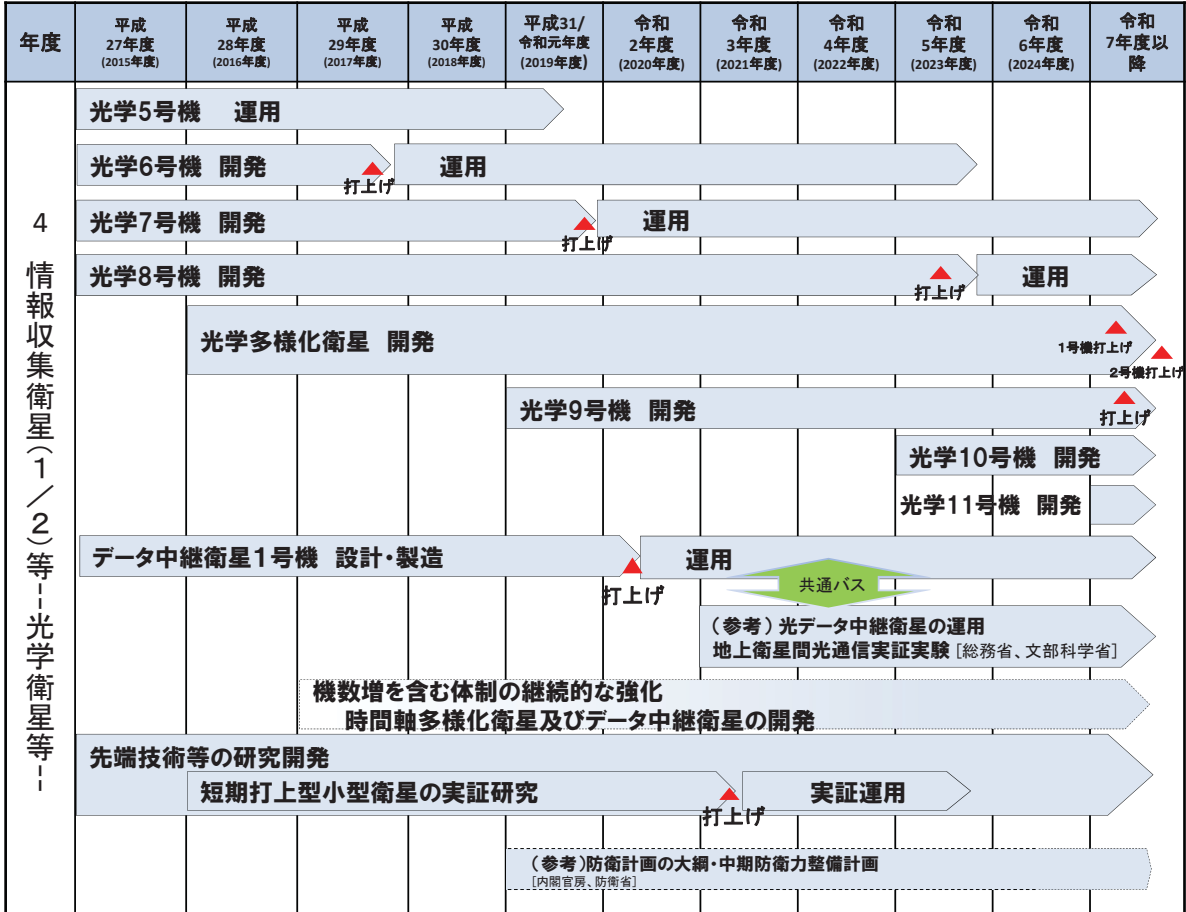 年度
平成
27年度
(2015年度)
平成
28年度
(2016年度)
平成
29年度
(2017年度)
平成
30年度
(2018年度)
平成31/
令和元年度
(2019年度)
令和
2年度
(2020年度)
令和
3年度
(2021年度)
令和
4年度
(2022年度)
令和
5年度
(2023年度)
令和
6年度
(2024年度)
令和
7年度以
降
4 情報収集衛星(1/2)等--光学衛星等--
光学5号機 運用
光学6号機 開発
打上げ
運用
光学7号機 開発
打上げ
運用
光学8号機 開発
打上げ
運用
光学多様化衛星 開発
1号機打上げ
2号機打上げ
光学9号機 開発
打上げ
光学10号機 開発
光学11号機 開発
データ中継衛星1号機 設計・製造
打上げ
運用
共通バス
(参考)光データ中継衛星の運用
地上衛星間光通信実証実験 [総務省、文部科学省]
機数増を含む体制の継続的な強化
時間軸多様化衛星及びデータ中継衛星の開発
先端技術等の研究開発
短期打上型小型衛星の実証研究
打上げ
実証運用
(参考)防衛計画の大綱・中期防衛力整備計画
[内閣官房、防衛省]